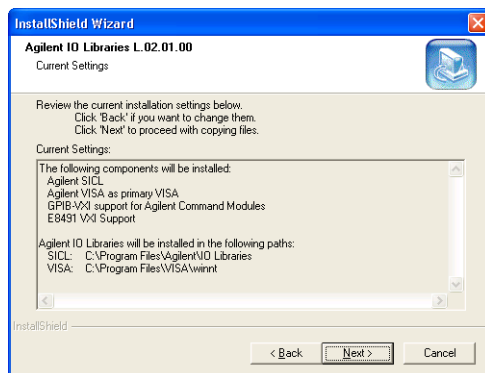 InstallShield Wizard
Agilent IO Libraries L.02.01.00
Current Settings
Review the current installation settings below.
Click 'Back' if you want to change them.
Click 'Next' to proceed with copying files.
Current Settings:
The following components will be installed:
Agilent SICL
Agilent VISA as primary VISA
GPIB-VXI support for Agilent Command Modules
E8491 VXI Support
Agilent IO Libraries will be installed in the following paths:
SICL: C:\Program Files\Agilent\IO Libraries
VISA: C:\Program Files\VISA\winnt
InstallShield
< Back
Next >
Cancel